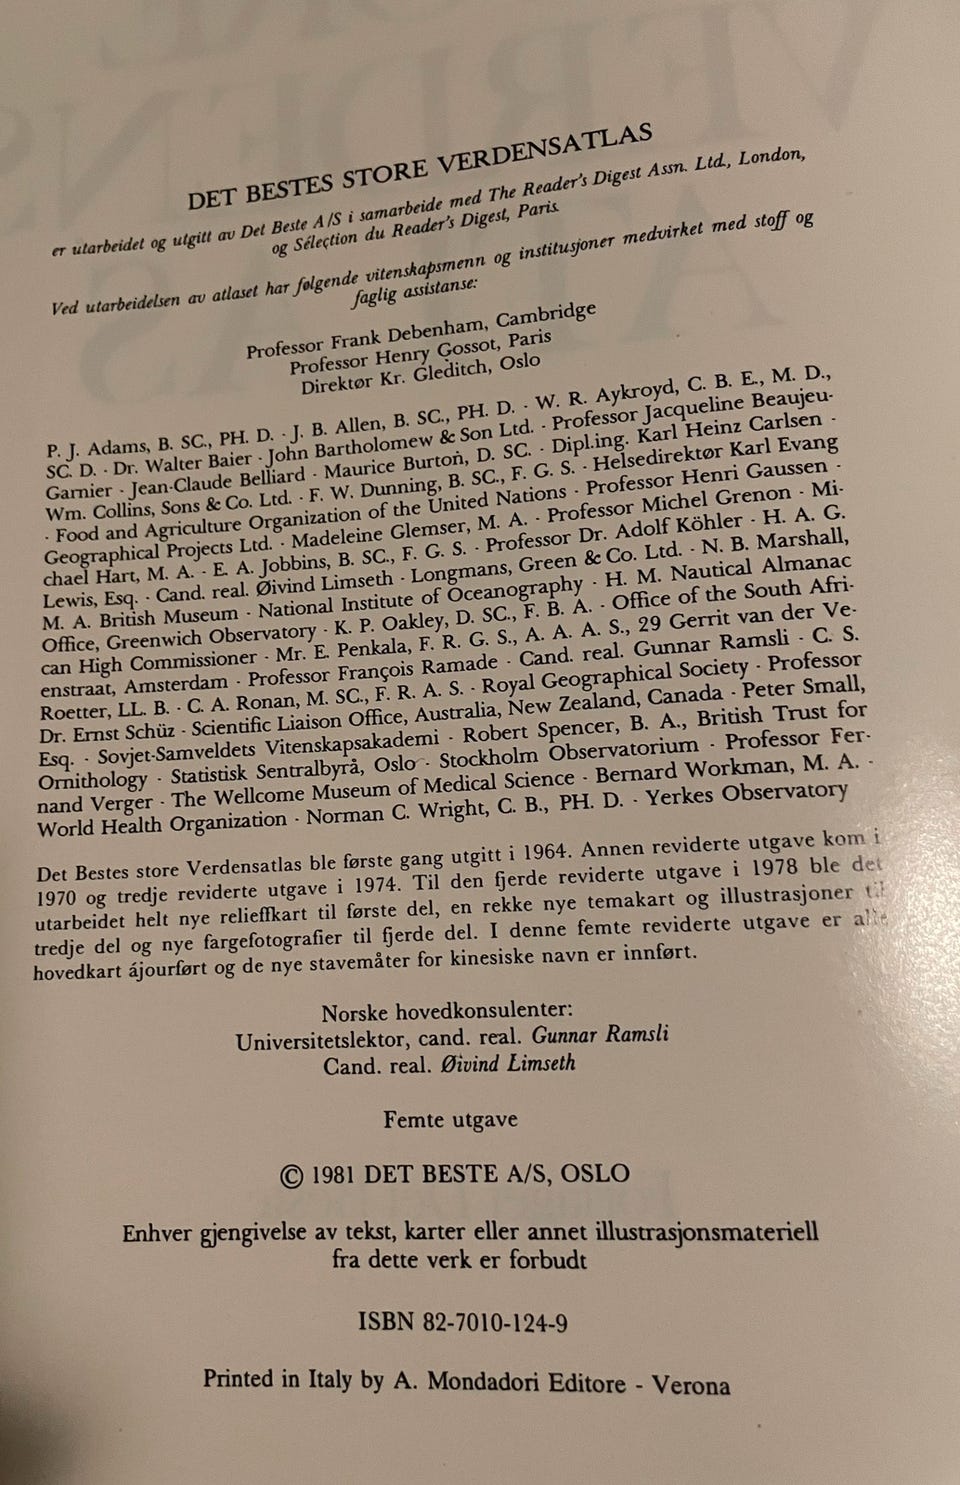 DET BESTES STORE VERDENSATLAS
er utarbeidet og utgitt av Det Beste A/S i samarbeide med The Reader's Digest Assn. Ltd., London,
og Sélection du Reader's Digest, Paris.
Ved utarbeidelsen av atlaset har følgende vitenskapsmenn og institusjoner medvirket med stoff og
faglig assistanse:
Professor Frank Debenham, Cambridge
Professor Henry Gossot, Paris
Direktør Kr. Gleditch, Oslo
P. J. Adams, B. SC., PH. D. · J. B. Allen, B. SC., PH. D. · W. R. Aykroyd, C. B. E., M. D.,
SC. D. · Dr. Walter Baier · John Bartholomew & Son Ltd. · Professor Jacqueline Beaujeu-
Garnier · Jean-Claude Belliard · Maurice Burton, D. SC. · Dipl.ing. Karl Heinz Carlsen ·
Wm. Collins, Sons & Co. Ltd. · F. W. Dunning, B. SC., F. G. S. · Helsedirektør Karl Evang
· Food and Agriculture Organization of the United Nations · Professor Henri Gaussen ·
Geographical Projects Ltd. · Madeleine Glemser, M. A. · Professor Michel Grenon · Mi-
chael Hart, M. A. · E. A. Jobbins, B. SC., F. G. S. · Professor Dr. Adolf Köhler · H. A. G.
Lewis, Esq. · Cand. real. Øivind Limseth · Longmans, Green & Co. Ltd. · N. B. Marshall,
M. A. British Museum · National Institute of Oceanography · H. M. Nautical Almanac
Office, Greenwich Observatory · K. P. Oakley, D. SC., F. B. A. · Office of the South Afri-
can High Commissioner · Mr. E. Penkala, F. R. G. S., A. A. A. S., 29 Gerrit van der Ve-
enstraat, Amsterdam · Professor François Ramade · Cand. real. Gunnar Ramsli · C. S.
Roetter, LL. B. · C. A. Ronan, M. SC., F. R. A. S. · Royal Geographical Society · Professor
Dr. Ernst Schüz · Scientific Liaison Office, Australia, New Zealand, Canada · Peter Small,
Esq. · Sovjet-Samveldets Vitenskapsakademi · Robert Spencer, B. A., British Trust for
Ornithology · Statistisk Sentralbyrå, Oslo · Stockholm Observatorium · Professor Fer-
nand Verger · The Wellcome Museum of Medical Science · Bernard Workman, M. A. ·
World Health Organization · Norman C. Wright, C. B., PH. D. · Yerkes Observatory
Det Bestes store Verdensatlas ble første gang utgitt i 1964. Annen reviderte utgave kom i
1970 og tredje reviderte utgave i 1974. Til den fjerde reviderte utgave i 1978 ble det
utarbeidet helt nye relieffkart til første del, en rekke nye temakart og illustrasjoner til
tredje del og nye fargefotografier til fjerde del. I denne femte reviderte utgave er alle
hovedkart ájourført og de nye stavemåter for kinesiske navn er innført.
Norske hovedkonsulenter:
Universitetslektor, cand. real. Gunnar Ramsli
Cand. real. Øivind Limseth
Femte utgave
© 1981 DET BESTE A/S, OSLO
Enhver gjengivelse av tekst, karter eller annet illustrasjonsmateriell
fra dette verk er forbudt
ISBN 82-7010-124-9
Printed in Italy by A. Mondadori Editore - Verona